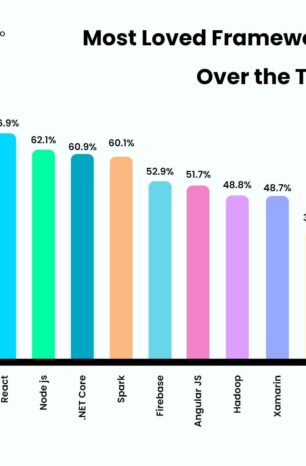 Most Loved
Over the
62.1%
60.9%
60.1%
52.9%
51.7%
48.8%
48.7%
React
Node js
.NET Core
Spark
Firebase
Angular JS
Hadoop
Xamarin